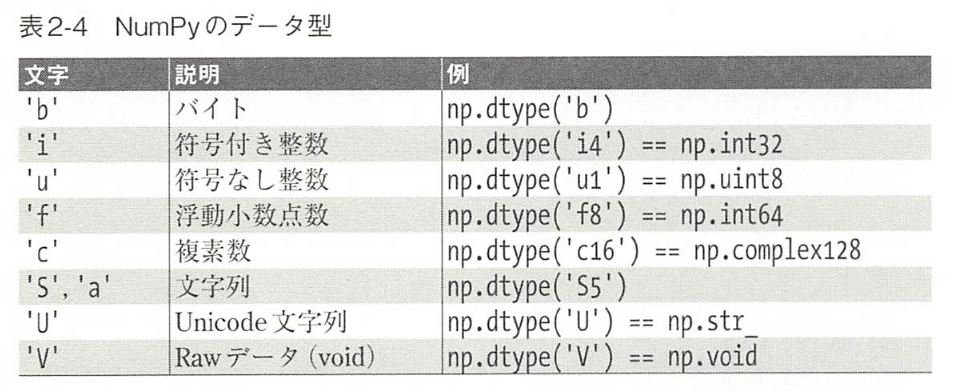 表2-4 NumPyのデータ型
文字 説明 例
'b' バイト np.dtype('b')
'i' 符号付き整数 np.dtype('i4') == np.int32
'u' 符号なし整数 np.dtype('u1') == np.uint8
'f' 浮動小数点数 np.dtype('f8') == np.int64
'c' 複素数 np.dtype('c16') == np.complex128
'S','a' 文字列 np.dtype('S5')
'U' Unicode文字列 np.dtype('U') == np.str_
'V' Rawデータ(void) np.dtype('V') == np.void